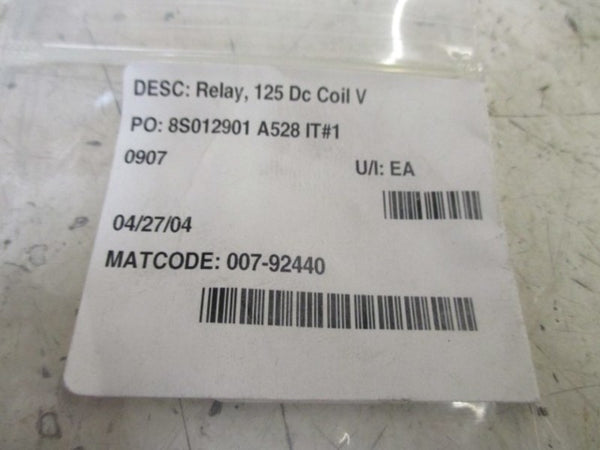 DESC: Relay, 125 Dc Coil V
PO: 8S012901 A528 IT#1
0907 U/I: EA
04/27/04
MATCODE: 007-92440